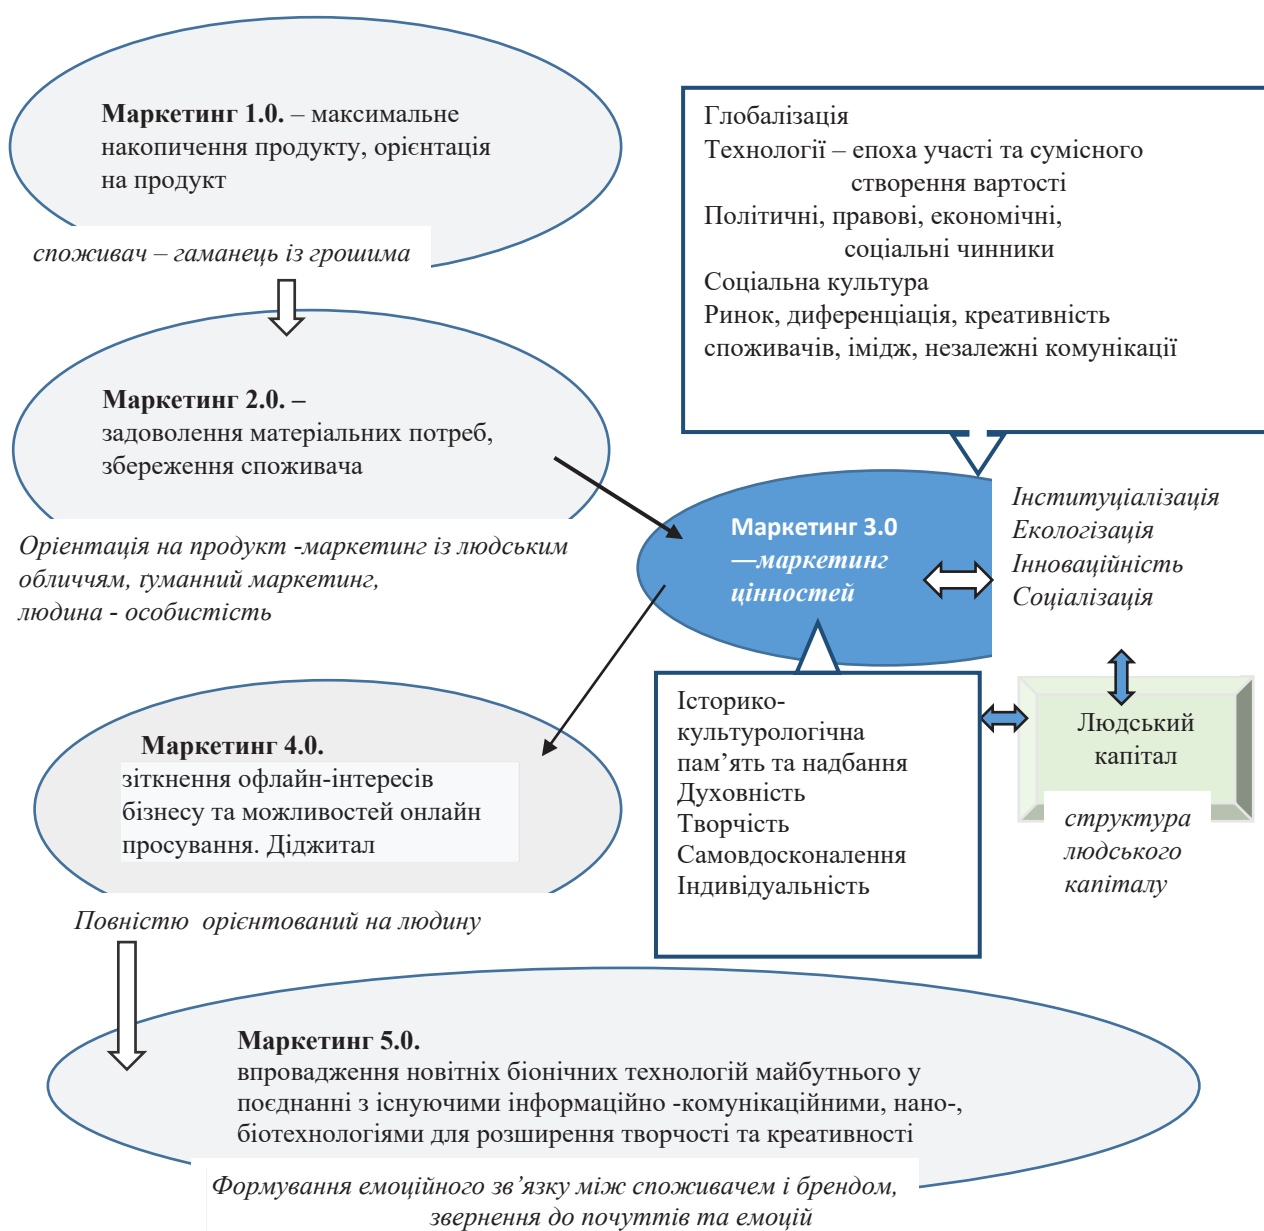 Маркетинг 1.0. – максимальне
накопичення продукту, орієнтація
на продукт
споживач – гаманець із грошима
Маркетинг 2.0. –
задоволення матеріальних потреб,
збереження споживача
Оріентація на продукт -маркетинг із людським
обличчям, гуманний маркетинг,
людина - особистість
Глобалізація
Технології – епоха участі та сумісного
створення вартості
Політичні, правові, економічні,
соціальні чинники
Соціальна культура
Ринок, диференціація, креативність
споживачів, імідж, незалежні комунікації
Маркетинг 3.0
—маркетинг
цінностей
Інституціалізація
Екологізація
Інноваційність
Соціалізація
Історико-
культурологічна
пам’ять та надбання
Духовність
Творчість
Самовдосконалення
Індивідуальність
Людський
капітал
структура
людського
капіталу
Маркетинг 4.0.
зіткнення офлайн-інтересів
бізнесу та можливостей онлайн
просування. Діджитал
Повністю орієнтований на людину
Маркетинг 5.0.
впровадження новітніх біонічних технологій майбутнього у
поєднанні з існуючими інформаційно -комунікаційними, нано-,
біотехнологіями для розширення творчості та креативності
Формування емоційного зв’язку між споживачем і брендом,
звернення до почуттів та емоцій